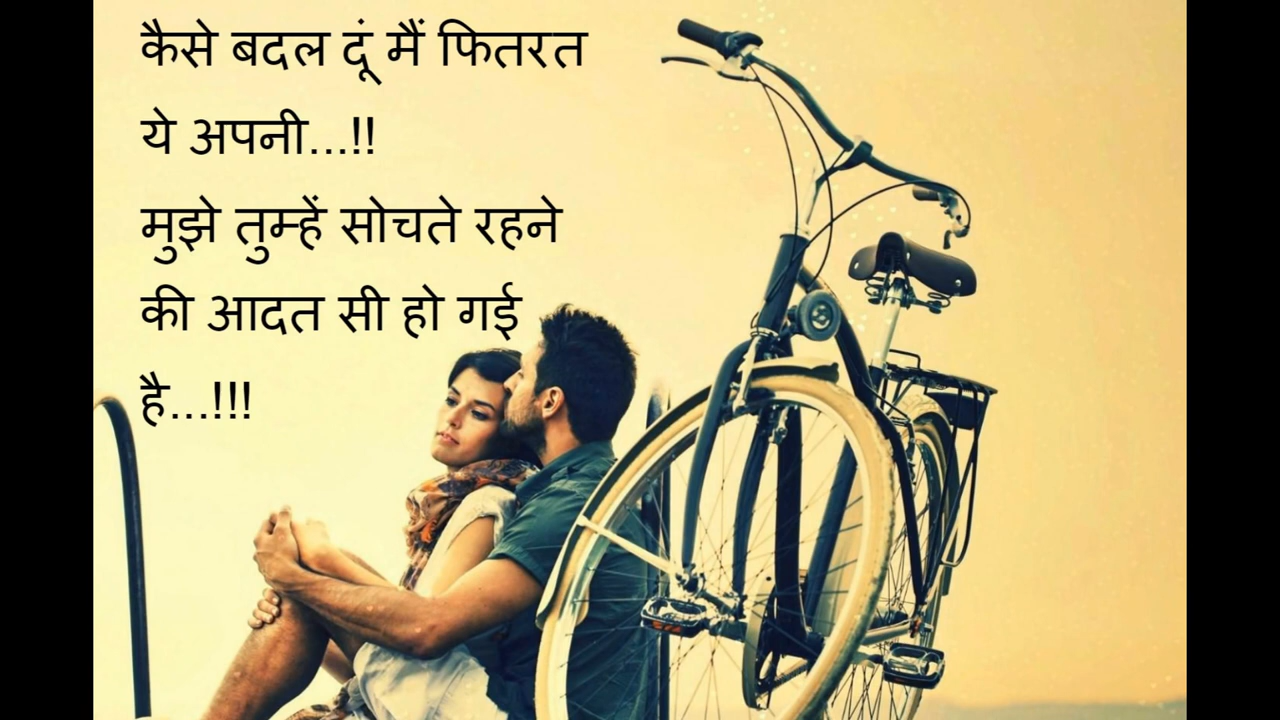 कैसे बदल दूं मैं फितरत
ये अपनी...!!
मुझे तुम्हें सोचते रहने
की आदत सी हो गई
है...!!!